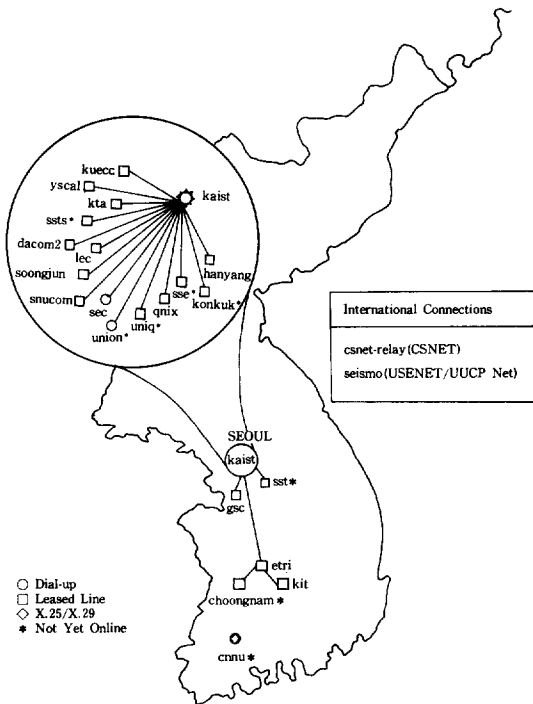 kuecc
kaist
yscal
kta
ssts*
dacom2
lec
hanyang
soongjun
sse*
konkuk*
snucom
sec
qnix
uniq*
union*
International Connections
csnet-relay(CSNET)
seismo(USENET/UUCP Net)
SEOUL
kaist
sst*
gsc
etri
kit
choongnam*
cnnu*
Dial-up
Leased Line
X.25/X.29
* Not Yet Online